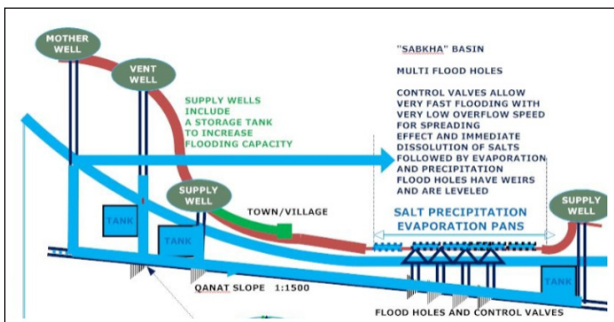 MOTHER
WELL
VENT
WELL
SUPPLY WELLS
INCLUDE
A STORAGE TANK
TO INCREASE
FLOODING CAPACITY
"SABKHA" BASIN
MULTI FLOOD HOLES
CONTROL VALVES ALLOW
VERY FAST FLOODING WITH
VERY LOW OVERFLOW SPEED
FOR SPREADING
EFFECT AND IMMEDIATE
DISSOLUTION OF SALTS
FOLLOWED BY EVAPORATION
AND PRECIPITATION
FLOOD HOLES HAVE WEIRS
AND ARE LEVELED
SUPPLY
WELL
TOWN/VILLAGE
SALT PRECIPITATION
EVAPORATION PANS
SUPPLY
WELL
TANK
TANK
TANK
QANAT SLOPE 1:1500
FLOOD HOLES AND CONTROL VALVES